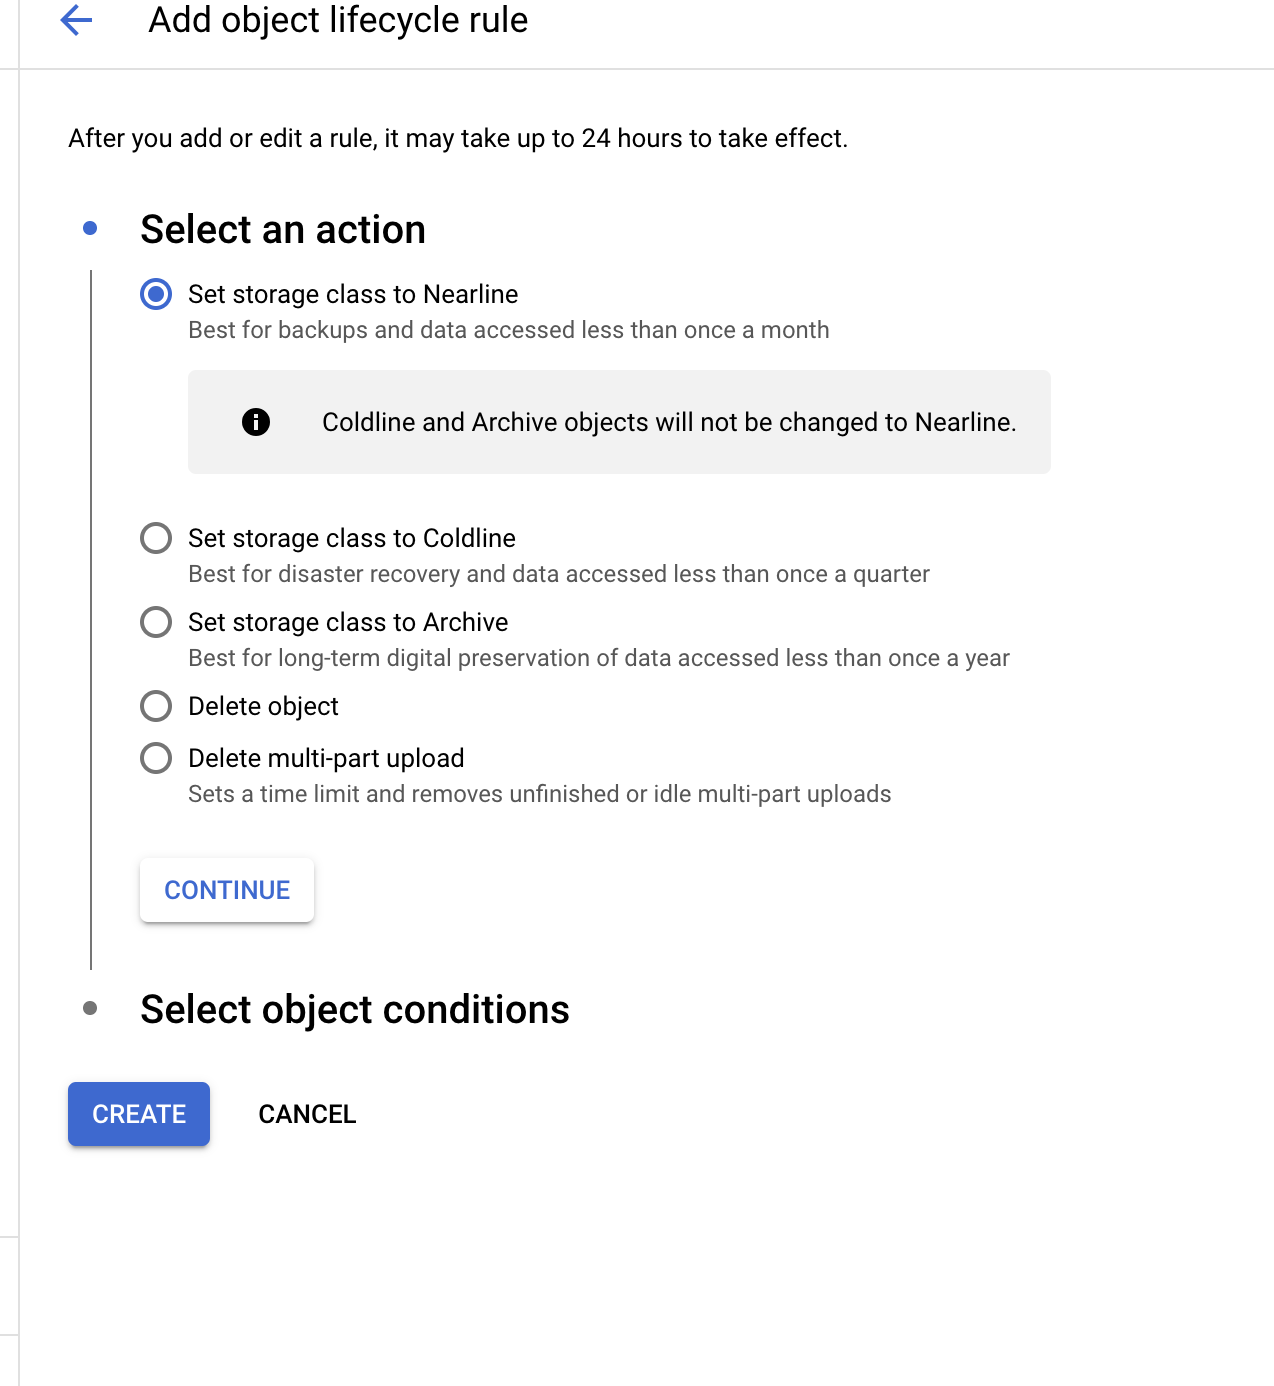 Add object lifecycle rule
After you add or edit a rule, it may take up to 24 hours to take effect.
Select an action
Set storage class to Nearline
Best for backups and data accessed less than once a month
Coldline and Archive objects will not be changed to Nearline.
Set storage class to Coldline
Best for disaster recovery and data accessed less than once a quarter
Set storage class to Archive
Best for long-term digital preservation of data accessed less than once a year
Delete object
Delete multi-part upload
Sets a time limit and removes unfinished or idle multi-part uploads
CONTINUE
Select object conditions
CREATE CANCEL